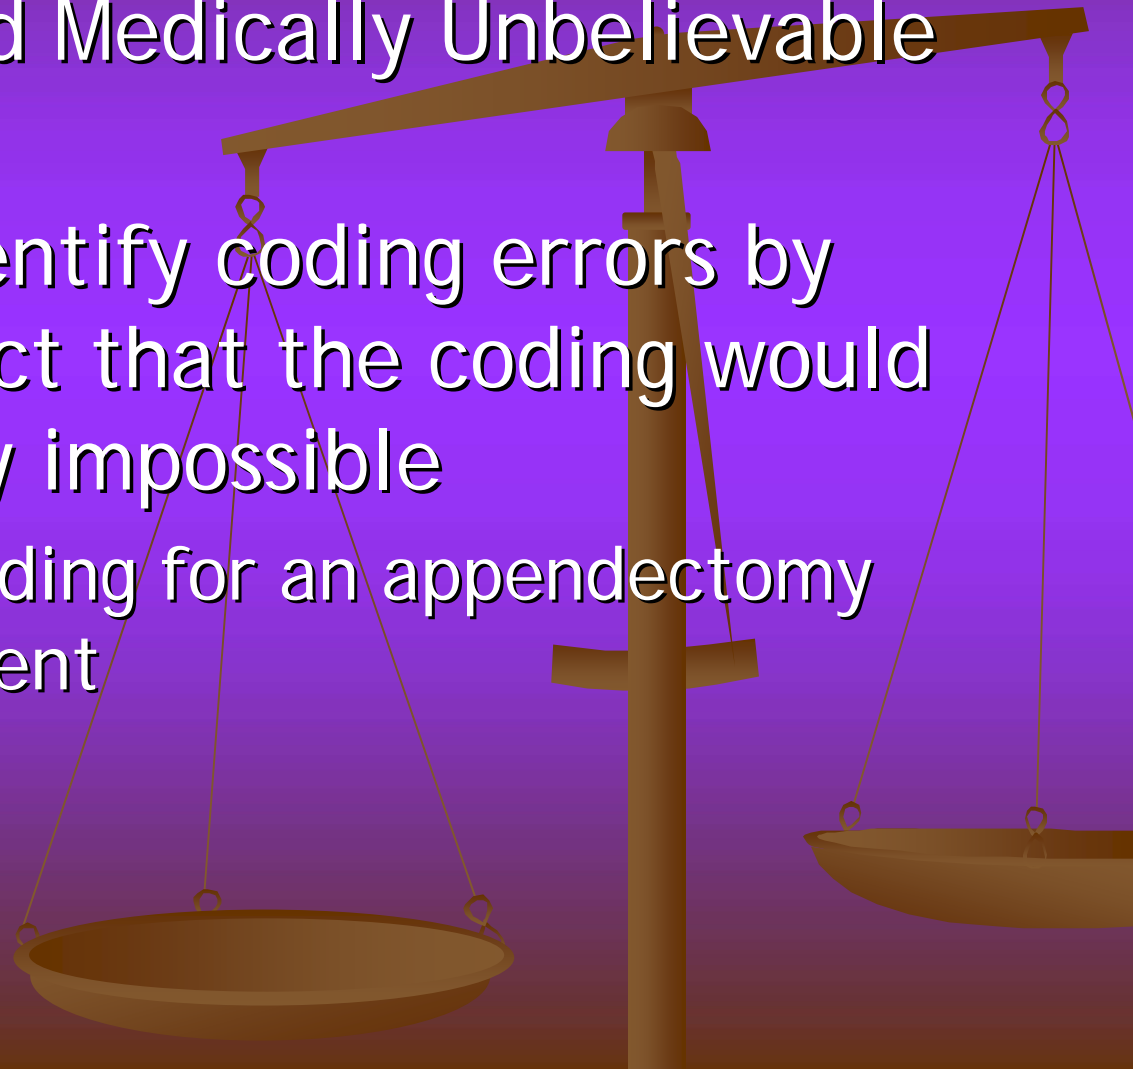 d Medically Unbelievable
entify coding errors by
ct that the coding would
y impossible
ding for an appendectomy
ent